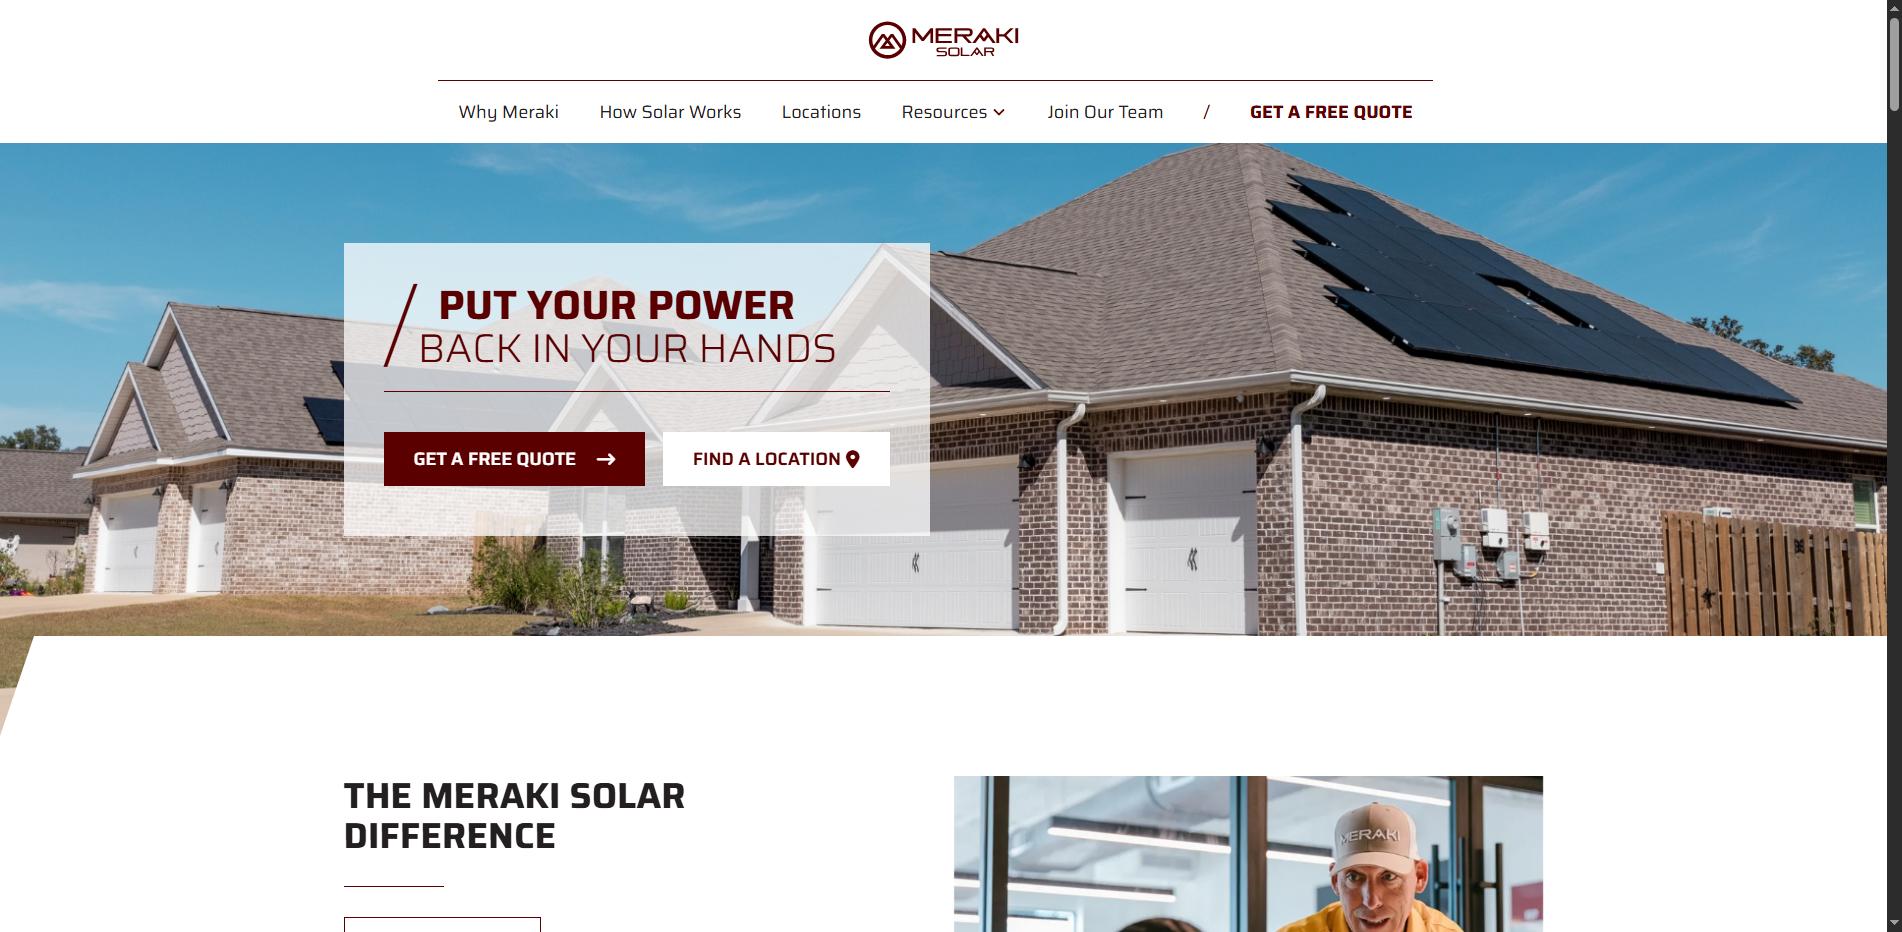 MERAKI
SOLAR
Why Meraki How Solar Works Locations Resources Join Our Team / GET A FREE QUOTE
PUT YOUR POWER
BACK IN YOUR HANDS
GET A FREE QUOTE FIND A LOCATION
THE MERAKI SOLAR
DIFFERENCE
MERAKI